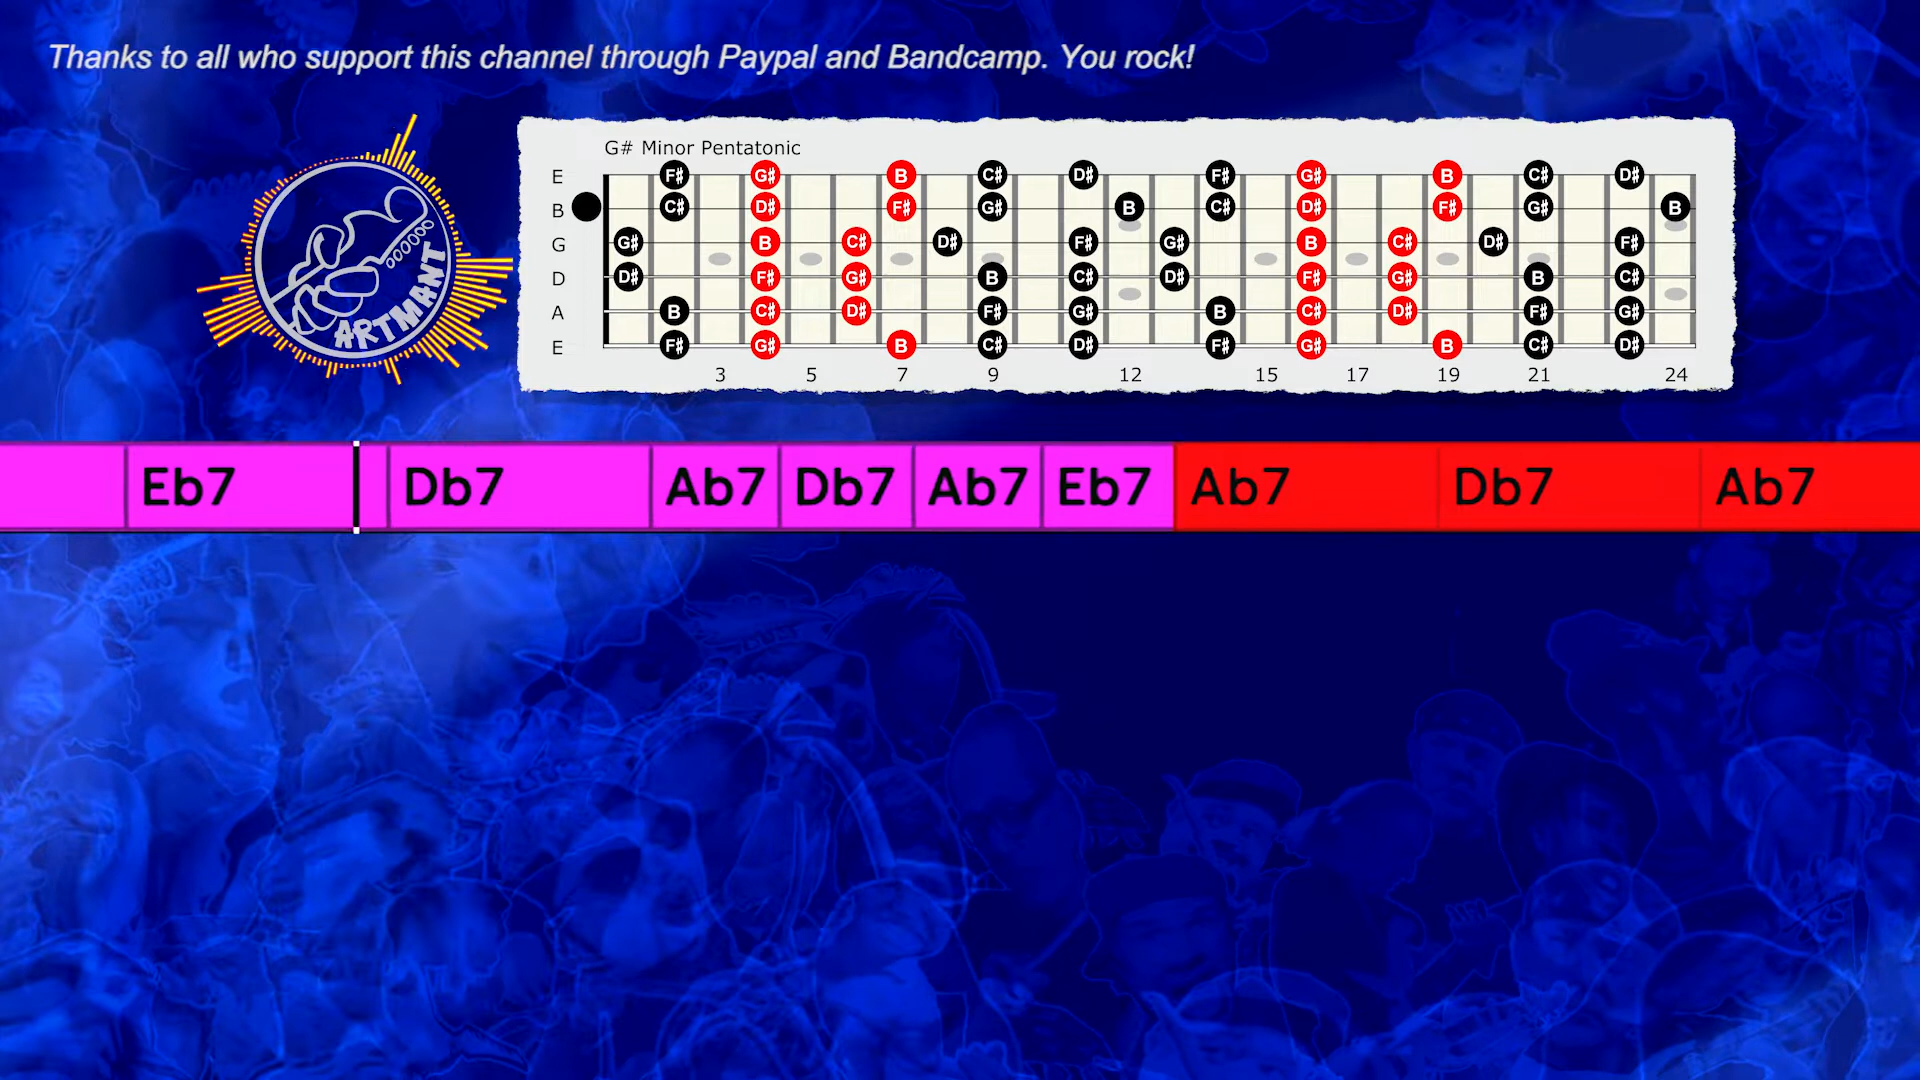 Thanks to all who support this channel through Paypal and Bandcamp. You rock!
G# Minor Pentatonic
E F# G# B C# D# F# G# B C# D#
B C# D# F# G# B C# D# F# G# B
G G# B C# D# F# G# B C# D# F#
D D# F# G# B C# D# F# G# B C#
A B C# D# F# G# B C# D# F# G#
E F# G# B C# D# F# G# B C# D#
3 5 7 9 12 15 17 19 21 24
ARTMANT
Eb7 Db7 Ab7 Db7 Ab7 Eb7 Ab7 Db7 Ab7